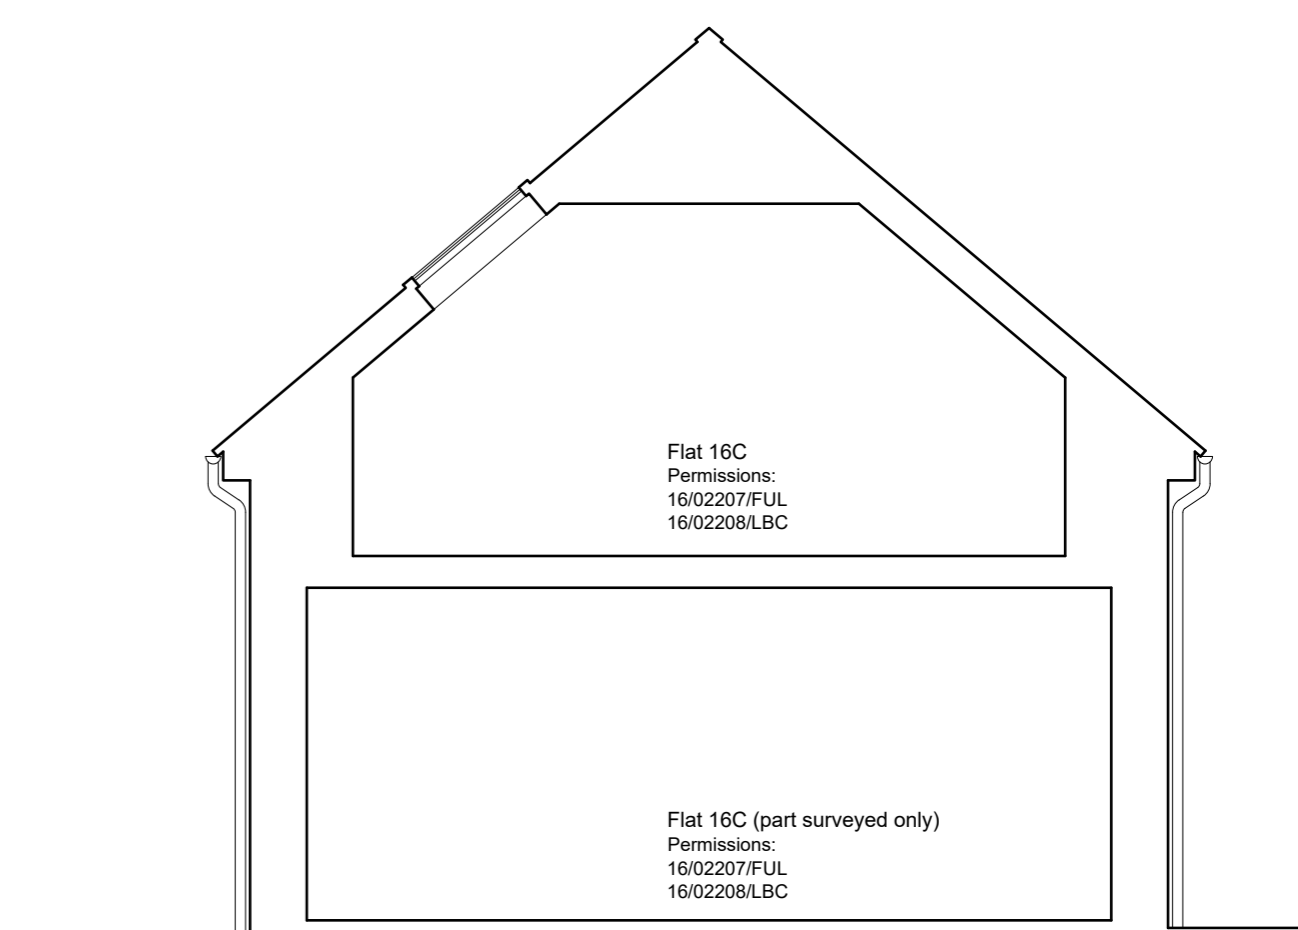 Flat 16C
Permissions:
16/02207/FUL
16/02208/LBC
Flat 16C (part surveyed only)
Permissions:
16/02207/FUL
16/02208/LBC